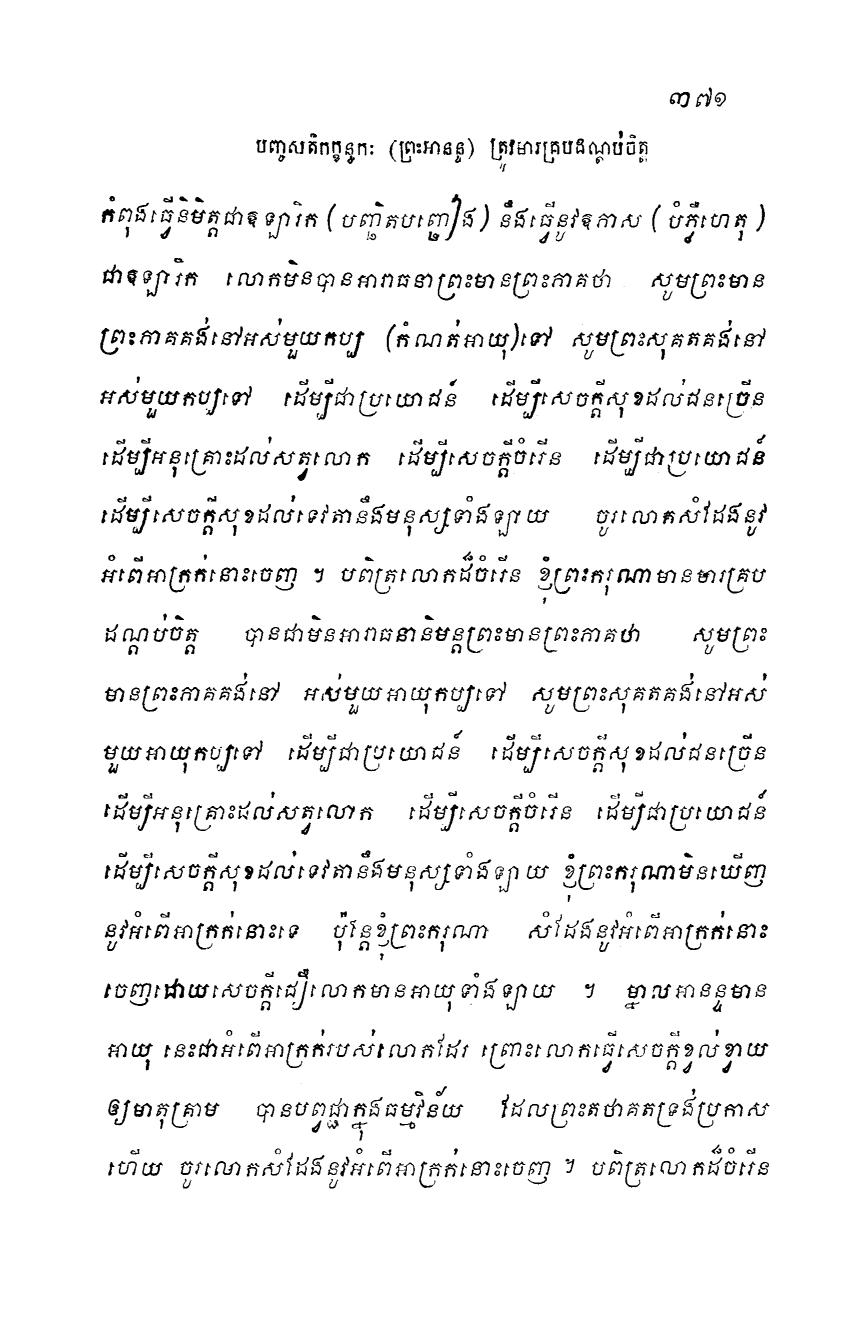 ៣៧១
បញ្ចសតិកក្ខន្ធកៈ (ព្រះអានន្ទ) ត្រូវមារគ្របដណ្ដប់ចិត្ត
កំពុងធ្វើនិមិត្តជាឱឡារិក (បញ្ឆិតបញ្ឆៀង) នឹងធ្វើនូវឱកាស (បំភ្លឺហេតុ)
ជាឱឡារិក លោកមិនបានអារាធនាព្រះមានព្រះភាគថា សូមព្រះមាន
ព្រះភាគគង់នៅអស់មួយកប្ប (កំណត់អាយុ)ទៅ សូមព្រះសុគតគង់នៅ
អស់មួយកប្បទៅ ដើម្បីជាប្រយោជន៍ ដើម្បីសេចក្ដីសុខដល់ជនច្រើន
ដើម្បីអនុគ្រោះដល់សត្វលោក ដើម្បីសេចក្ដីចំរើន ដើម្បីជាប្រយោជន៍
ដើម្បីសេចក្ដីសុខដល់ទេវតានឹងមនុស្សទាំងឡាយ ចូរលោកសំដែងនូវ
អំពើអាក្រក់នោះចេញ ។ បពិត្រលោកដ៏ចំរើន ខ្ញុំព្រះករុណាមានមារគ្រប
ដណ្ដប់ចិត្ត បានជាមិនអារាធនានិមន្តព្រះមានព្រះភាគថា សូមព្រះ
មានព្រះភាគគង់នៅ អស់មួយអាយុកប្បទៅ សូមព្រះសុគតគង់នៅអស់
មួយអាយុកប្បទៅ ដើម្បីជាប្រយោជន៍ ដើម្បីសេចក្ដីសុខដល់ជនច្រើន
ដើម្បីអនុគ្រោះដល់សត្វលោក ដើម្បីសេចក្ដីចំរើន ដើម្បីជាប្រយោជន៍
ដើម្បីសេចក្ដីសុខដល់ទេវតានឹងមនុស្សទាំងឡាយ ខ្ញុំព្រះករុណាមិនឃើញ
នូវអំពើអាក្រក់នោះទេ ប៉ុន្តែខ្ញុំព្រះករុណា សំដែងនូវអំពើអាក្រក់នោះ
ចេញដោយសេចក្ដីជឿលោកមានអាយុទាំងឡាយ ។ ម្នាលអានន្ទមាន
អាយុ នេះជាអំពើអាក្រក់របស់លោកដែរ ព្រោះលោកធ្វើសេចក្ដីខ្វល់ខ្វាយ
ឲ្យមាតុគ្រាម បានបព្វជ្ជាក្នុងធម្មវិន័យ ដែលព្រះតថាគតទ្រង់ប្រកាស
ហើយ ចូរលោកសំដែងនូវអំពើអាក្រក់នោះចេញ ។ បពិត្រលោកដ៏ចំរើន